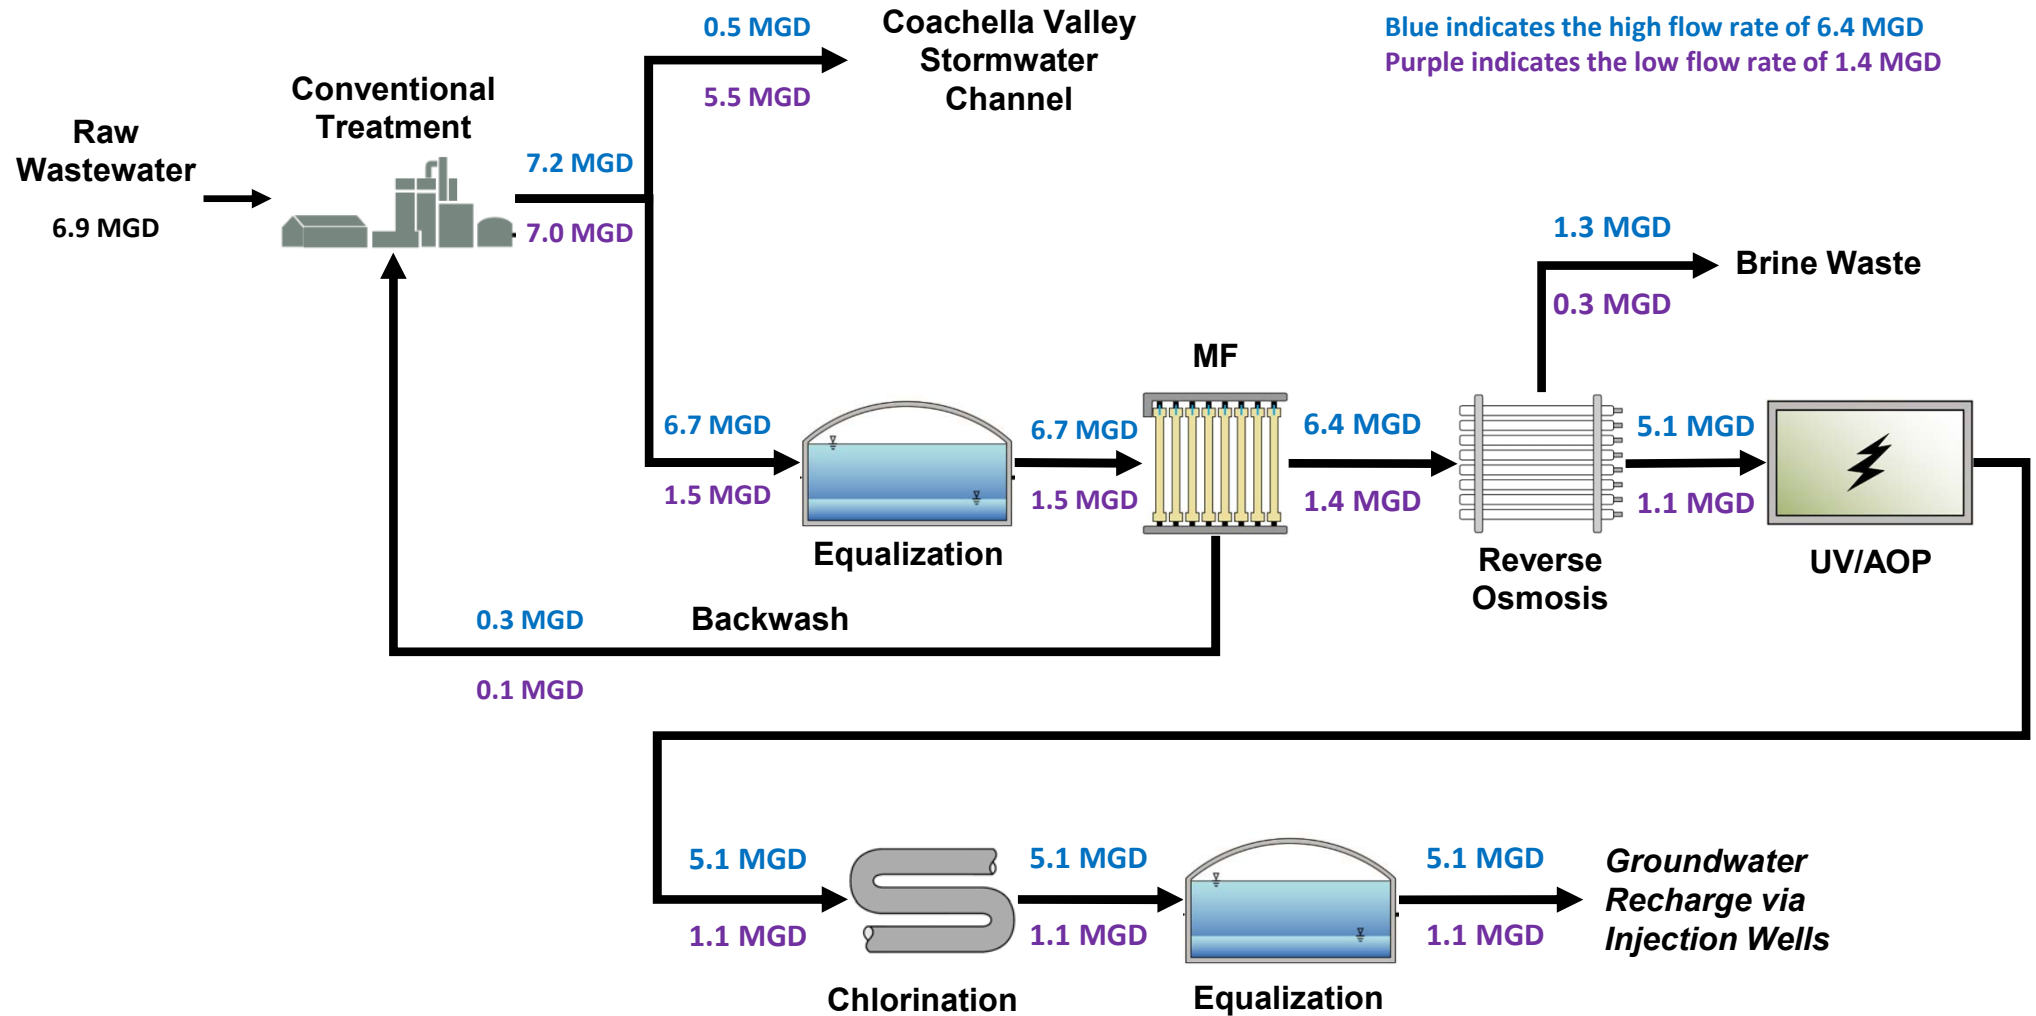 0.5 MGD
Coachella Valley
Stormwater
Channel
5.5 MGD
Blue indicates the high flow rate of 6.4 MGD
Purple indicates the low flow rate of 1.4 MGD
Conventional
Treatment
Raw
Wastewater
6.9 MGD
7.2 MGD
7.0 MGD
1.3 MGD
Brine Waste
0.3 MGD
MF
6.7 MGD
1.5 MGD
Equalization
6.7 MGD
1.5 MGD
6.4 MGD
1.4 MGD
Reverse
Osmosis
5.1 MGD
1.1 MGD
UV/AOP
0.3 MGD
Backwash
0.1 MGD
5.1 MGD
1.1 MGD
Chlorination
5.1 MGD
1.1 MGD
Equalization
5.1 MGD
1.1 MGD
Groundwater
Recharge via
Injection Wells